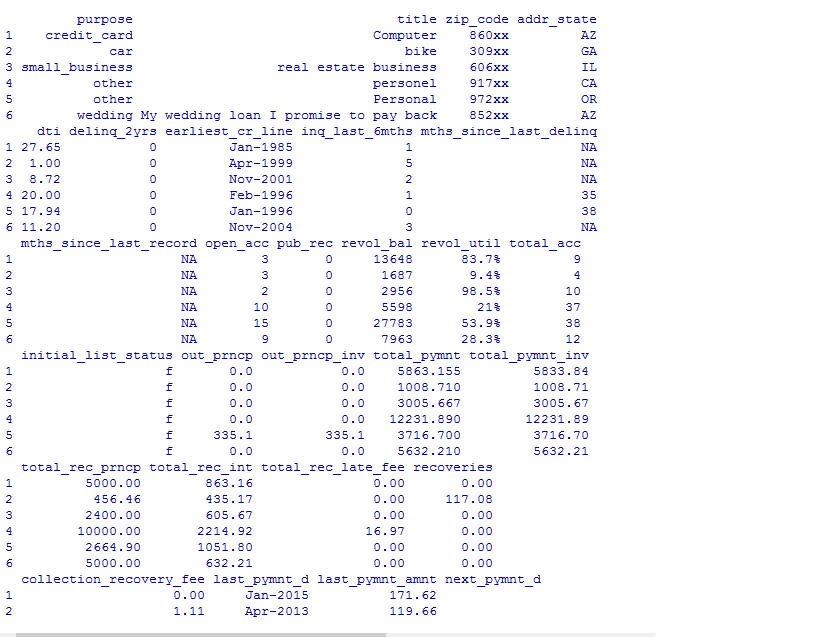 purpose title zip_code addr_state
1 credit_card Computer 860xx AZ
2 car bike 309xx GA
3 small_business real estate business 606xx IL
4 other personel 917xx CA
5 other Personal 972xx OR
6 wedding My wedding loan I promise to pay back 852xx AZ
dti delinq_2yrs earliest_cr_line inq_last_6mths mths_since_last_delinq
1 27.65 0 Jan-1985 1 NA
2 1.00 0 Apr-1999 5 NA
3 8.72 0 Nov-2001 2 NA
4 20.00 0 Feb-1996 1 35
5 17.94 0 Jan-1996 0 38
6 11.20 0 Nov-2004 3 NA
mths_since_last_record open_acc pub_rec revol_bal revol_util total_acc
1 NA 3 0 13648 83.7% 9
2 NA 3 0 1687 9.4% 4
3 NA 2 0 2956 98.5% 10
4 NA 10 0 5598 21% 37
5 NA 15 0 27783 53.9% 38
6 NA 9 0 7963 28.3% 12
initial_list_status out_prncp out_prncp_inv total_pymnt total_pymnt_inv
1 f 0.0 0.0 5863.155 5833.84
2 f 0.0 0.0 1008.710 1008.71
3 f 0.0 0.0 3005.667 3005.67
4 f 0.0 0.0 12231.890 12231.89
5 f 335.1 335.1 3716.700 3716.70
6 f 0.0 0.0 5632.210 5632.21
total_rec_prncp total_rec_int total_rec_late_fee recoveries
1 5000.00 863.16 0.00 0.00
2 456.46 435.17 0.00 117.08
3 2400.00 605.67 0.00 0.00
4 10000.00 2214.92 16.97 0.00
5 2664.90 1051.80 0.00 0.00
6 5000.00 632.21 0.00 0.00
collection_recovery_fee last_pymnt_d last_pymnt_amnt next_pymnt_d
1 0.00 Jan-2015 171.62
2 1.11 Apr-2013 119.66